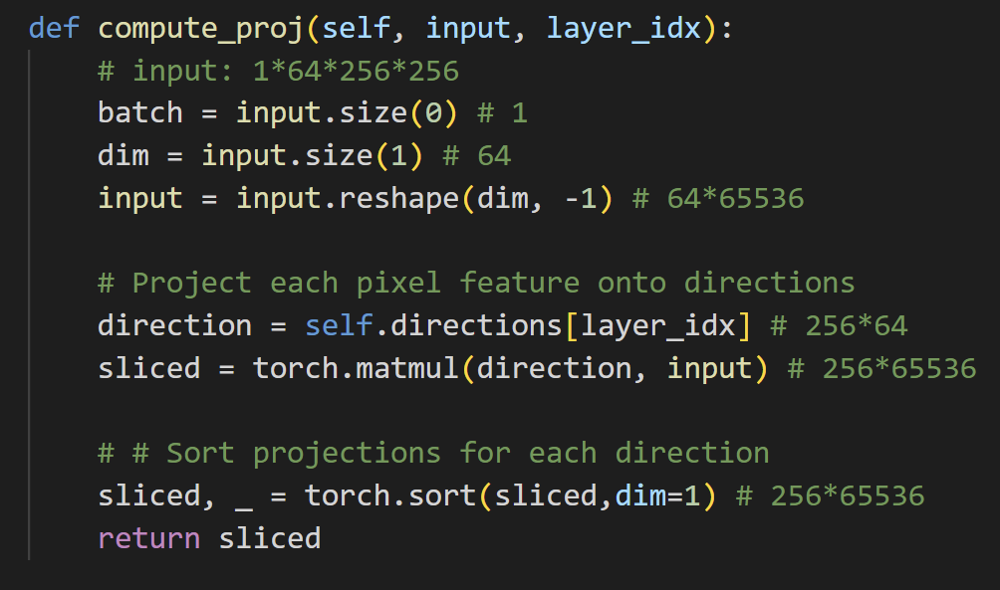 def compute_proj(self, input, layer_idx):
# input: 1*64*256*256
batch = input.size(0) # 1
dim = input.size(1) # 64
input = input.reshape(dim, -1) # 64*65536
# Project each pixel feature onto directions
direction = self.directions[layer_idx] # 256*64
sliced = torch.matmul(direction, input) # 256*65536
# # Sort projections for each direction
sliced, _ = torch.sort(sliced,dim=1) # 256*65536
return sliced